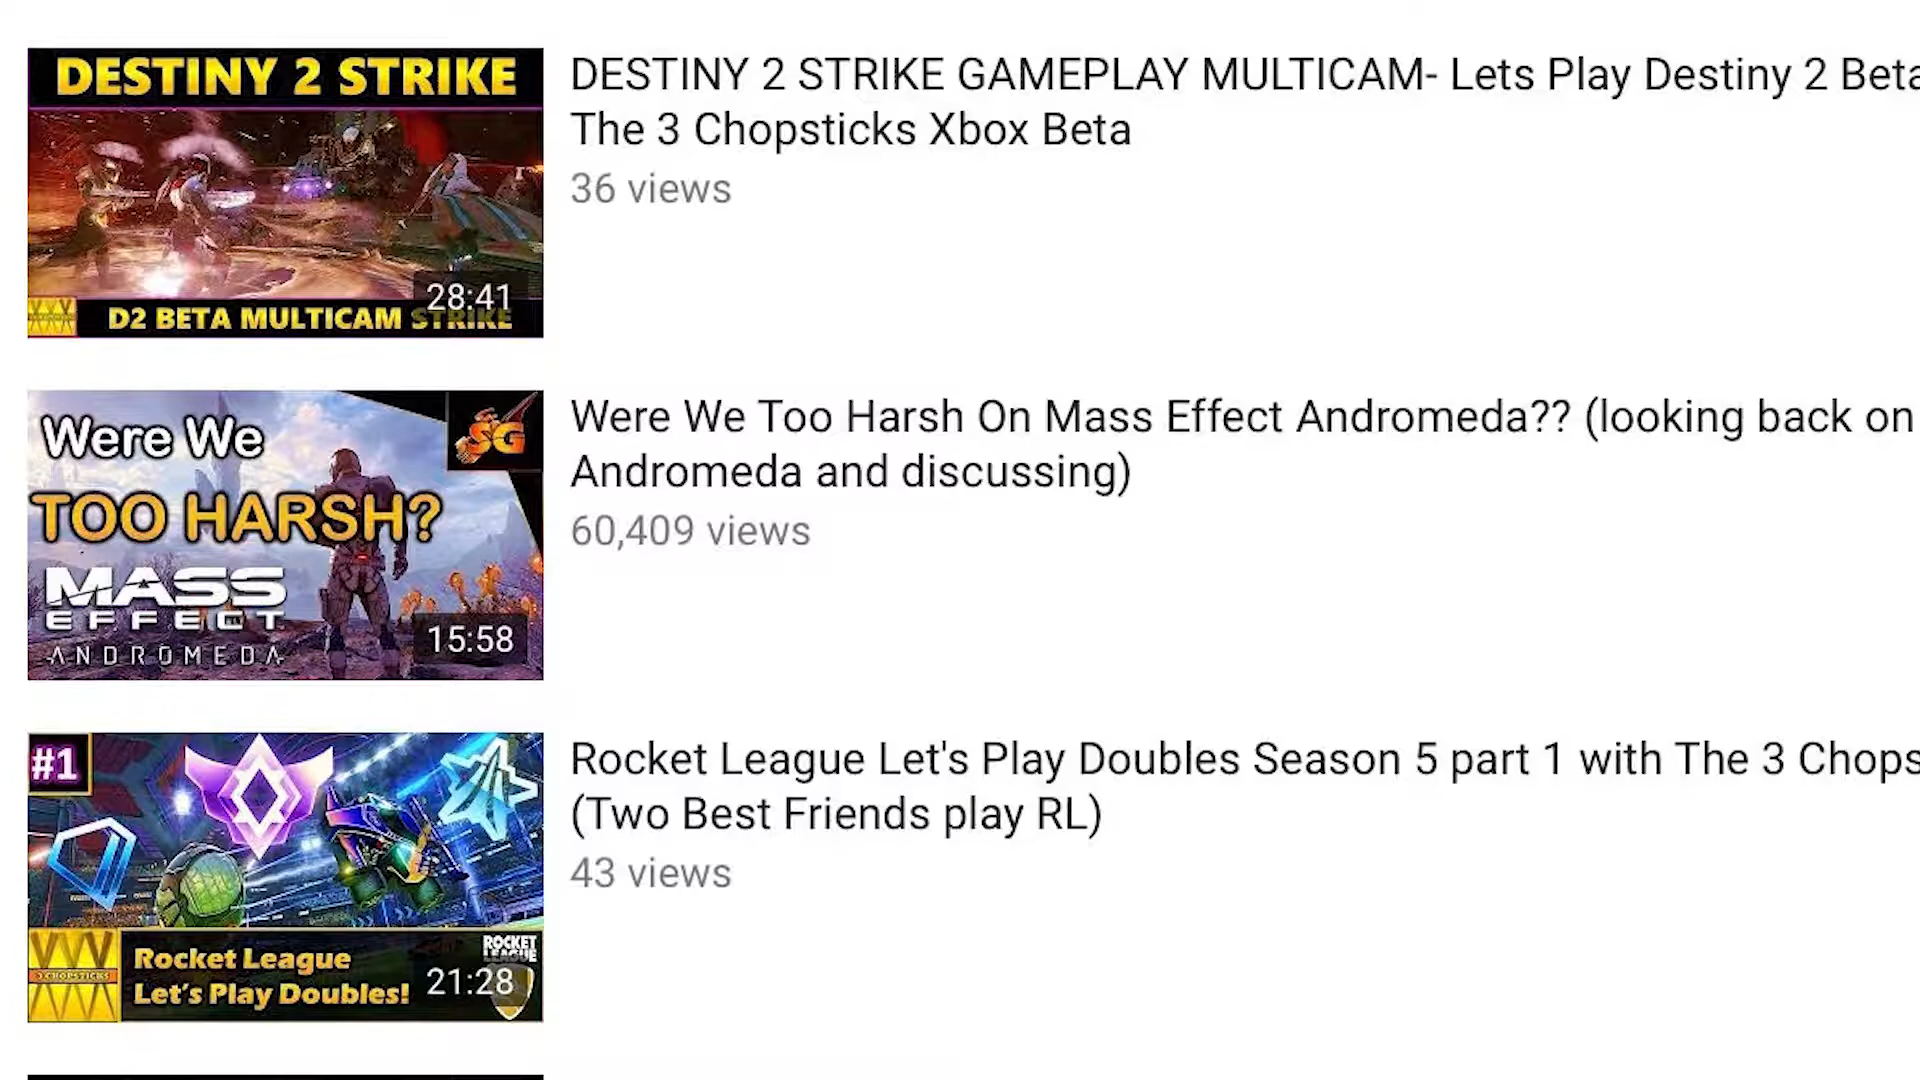 DESTINY 2 STRIKE
28:41
D2 BETA MULTICAM STRIKE
DESTINY 2 STRIKE GAMEPLAY MULTICAM- Lets Play Destiny 2 Beta
The 3 Chopsticks Xbox Beta
36 views
Were We
SG
TOO HARSH?
MASS
EFFECT
ANDROMEDA
15:58
Were We Too Harsh On Mass Effect Andromeda?? (looking back on
Andromeda and discussing)
60,409 views
#1
3 CHOPSTICKS
Rocket League
Let's Play Doubles!
ROCKET
LEAGUE
21:28
Rocket League Let's Play Doubles Season 5 part 1 with The 3 Chops
(Two Best Friends play RL)
43 views